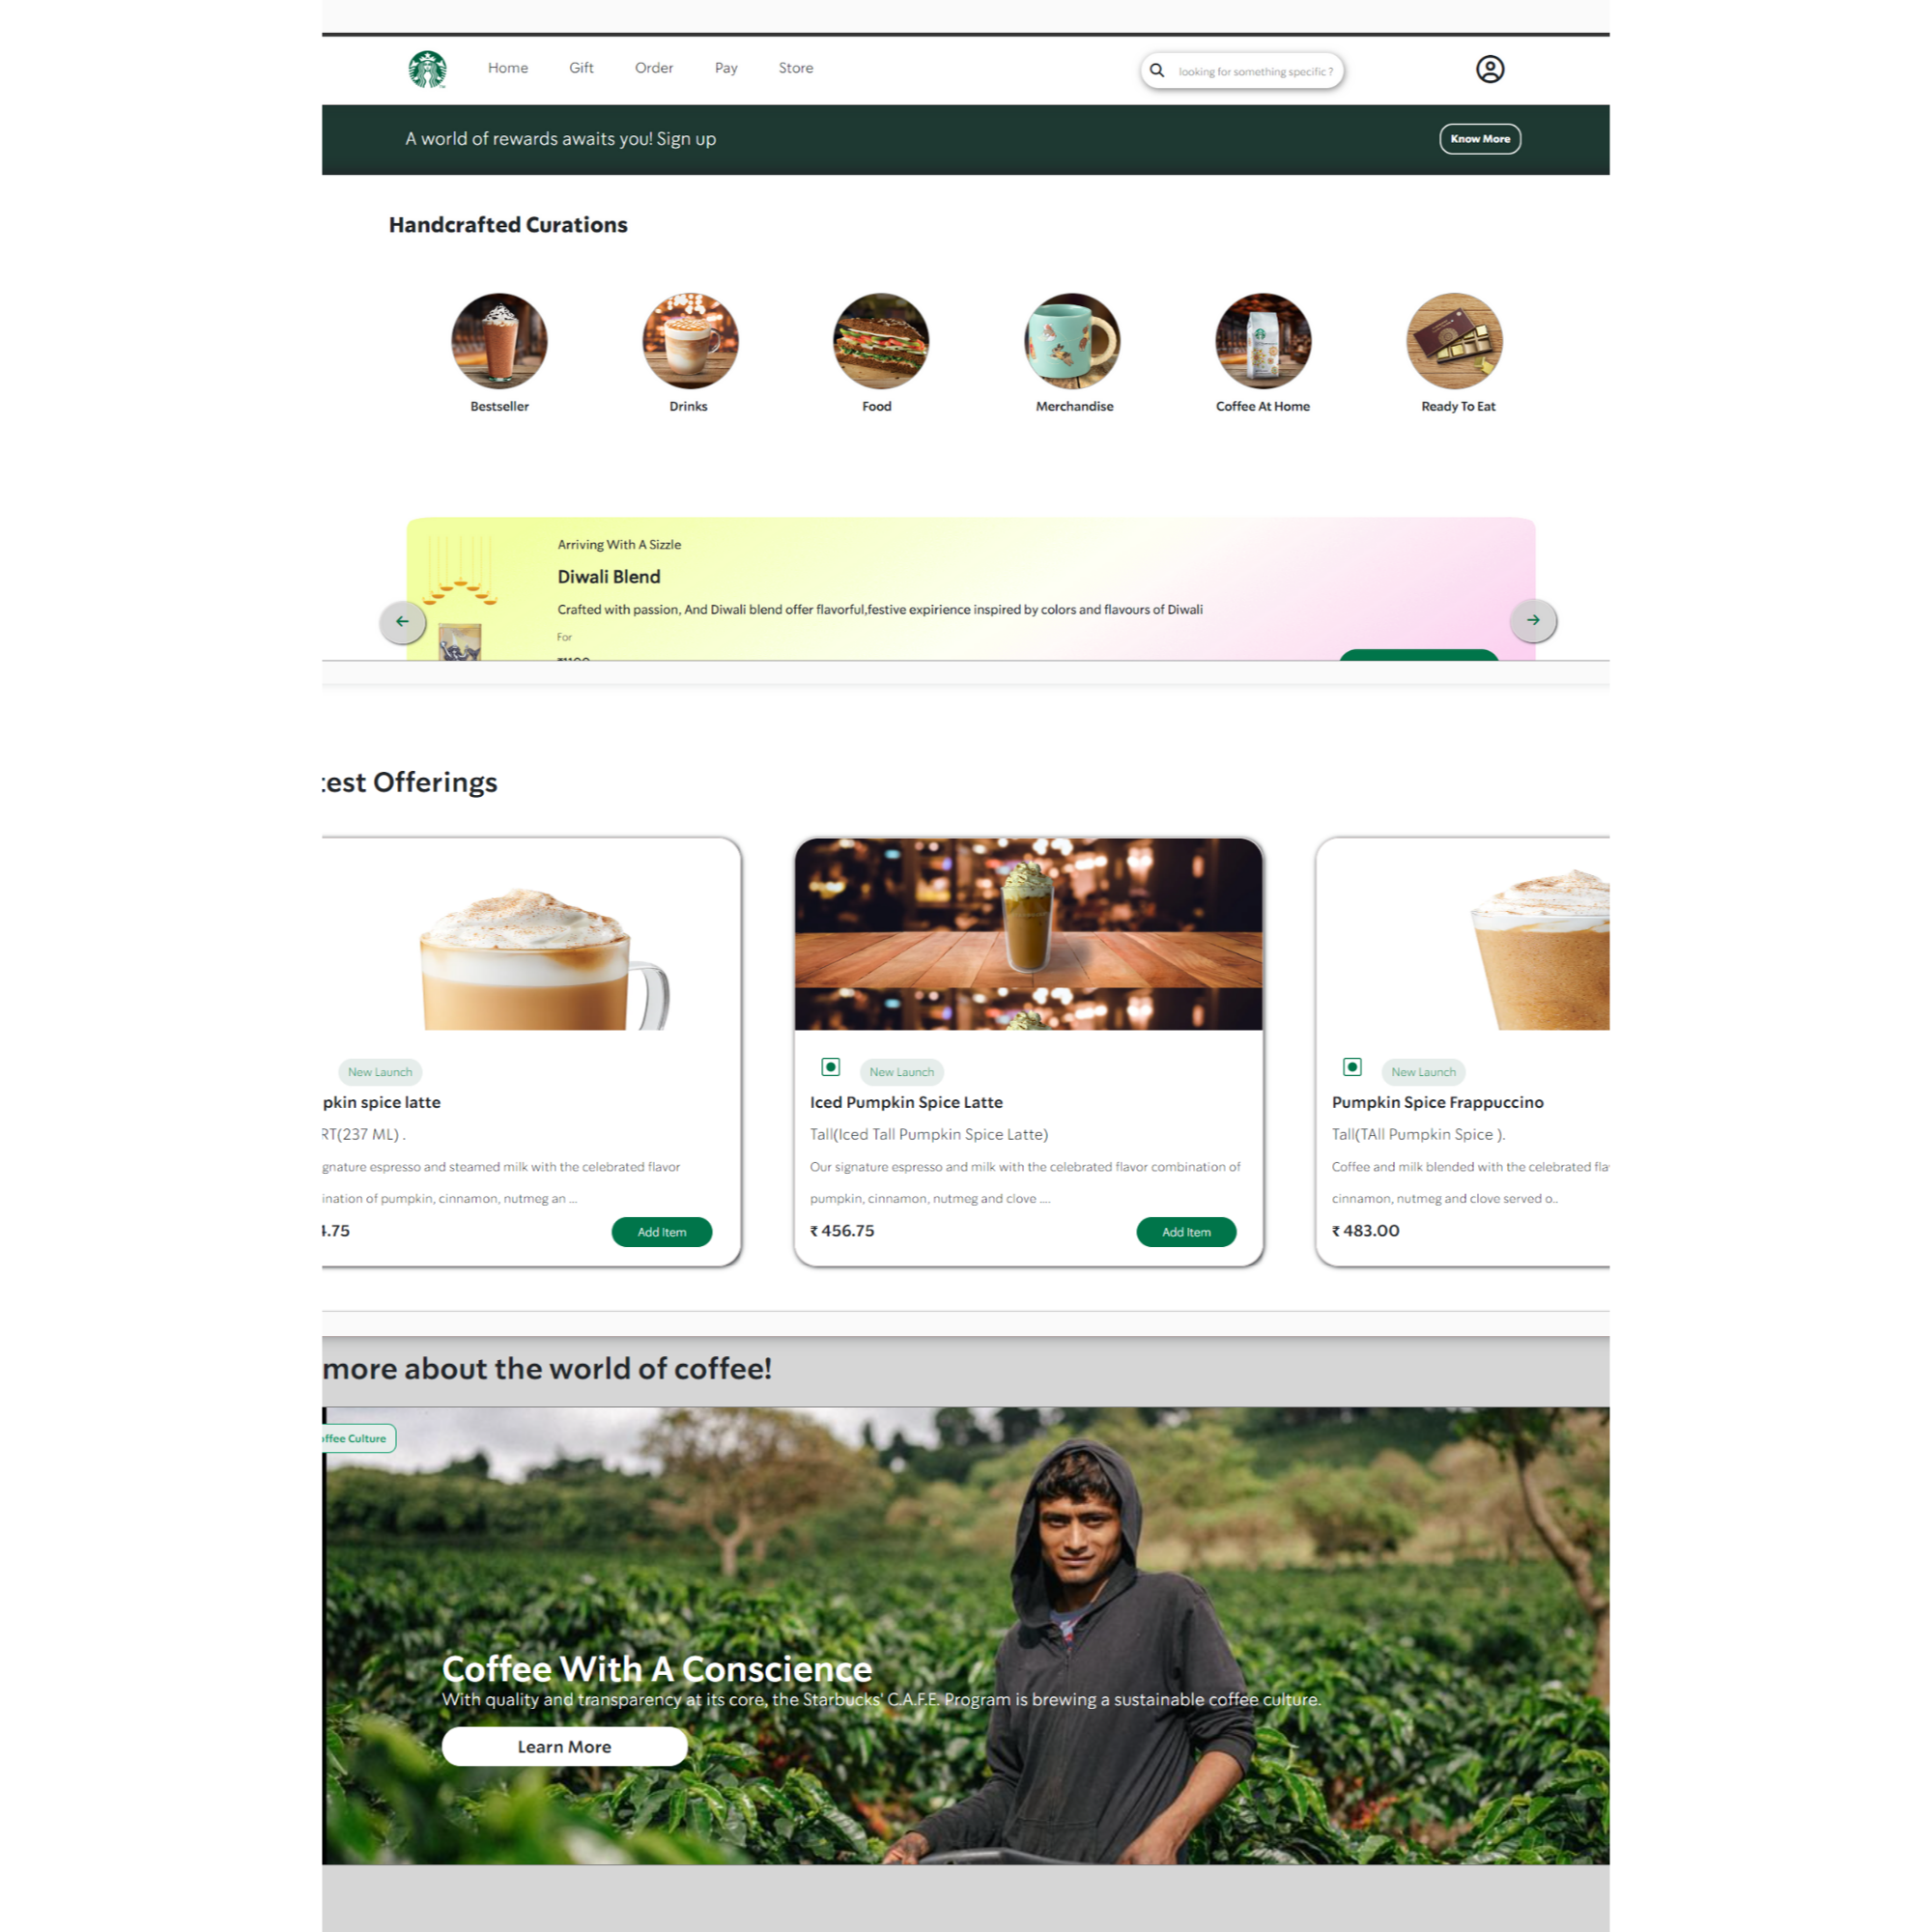 Home Gift Order Pay Store looking for something specific ?
A world of rewards awaits you! Sign up Know More
Handcrafted Curations
Bestseller Drinks Food Merchandise Coffee At Home Ready To Eat
Arriving With A Sizzle
Diwali Blend
Crafted with passion, And Diwali blend offer flavorful,festive expirience inspired by colors and flavours of Diwali
For
test Offerings
New Launch
pkin spice latte
RT(237 ML) .
gnature espresso and steamed milk with the celebrated flavor
ination of pumpkin, cinnamon, nutmeg an ...
4.75 Add Item
New Launch
Iced Pumpkin Spice Latte
Tall(Iced Tall Pumpkin Spice Latte)
Our signature espresso and milk with the celebrated flavor combination of
pumpkin, cinnamon, nutmeg and clove ....
₹ 456.75 Add Item
New Launch
Pumpkin Spice Frappuccino
Tall(TAll Pumpkin Spice ).
Coffee and milk blended with the celebrated fla
cinnamon, nutmeg and clove served o..
₹ 483.00
more about the world of coffee!
offee Culture
Coffee With A Conscience
With quality and transparency at its core, the Starbucks' C.A.F.E. Program is brewing a sustainable coffee culture.
Learn More